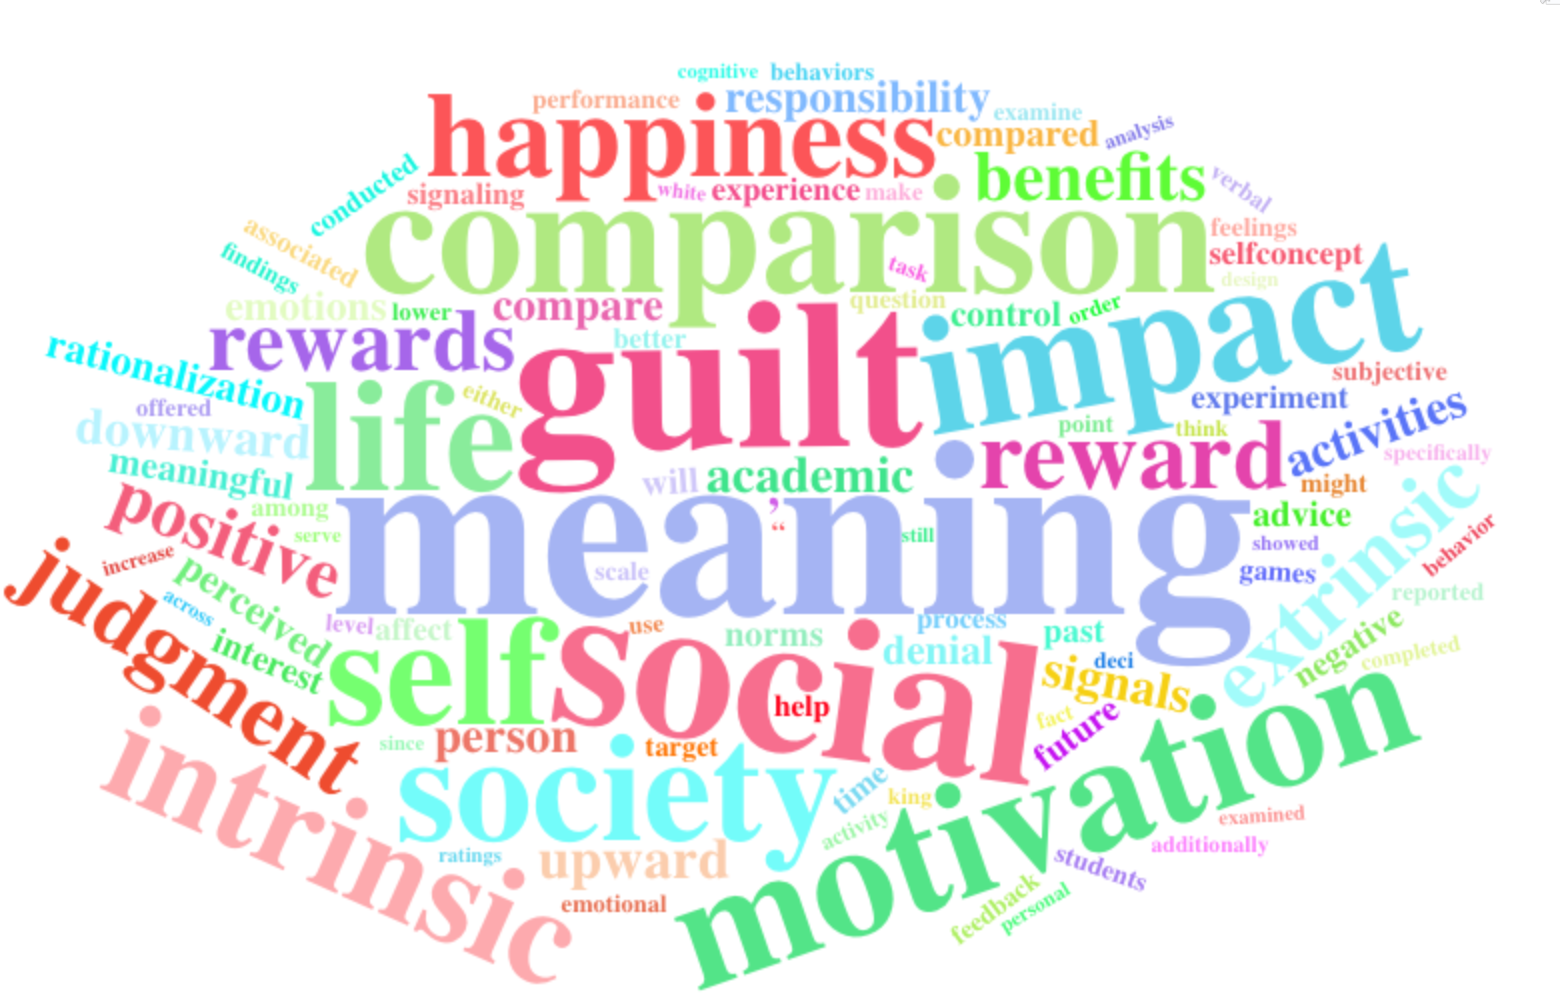 cognitive behaviors
performance responsibility examine
happiness compared analysis
conducted signaling white experience make benefits verbal
associated comparison feelings
findings task selfconcept
emotions lower compare question control order design
rewards better guilt impact
rationalization either subjective
offered life experiment activities
downward point think
meaningful will academic reward specifically
positive among , might
serve meaning “ still advice extrinsic
judgment increase scale showed behavior
perceived games
across level affect use norms process past reported
interest self social denial deci negative completed
help signals
since person target fact future
intrinsic society time king motivation
activity examined
ratings upward additionally
emotional students
feedback personal